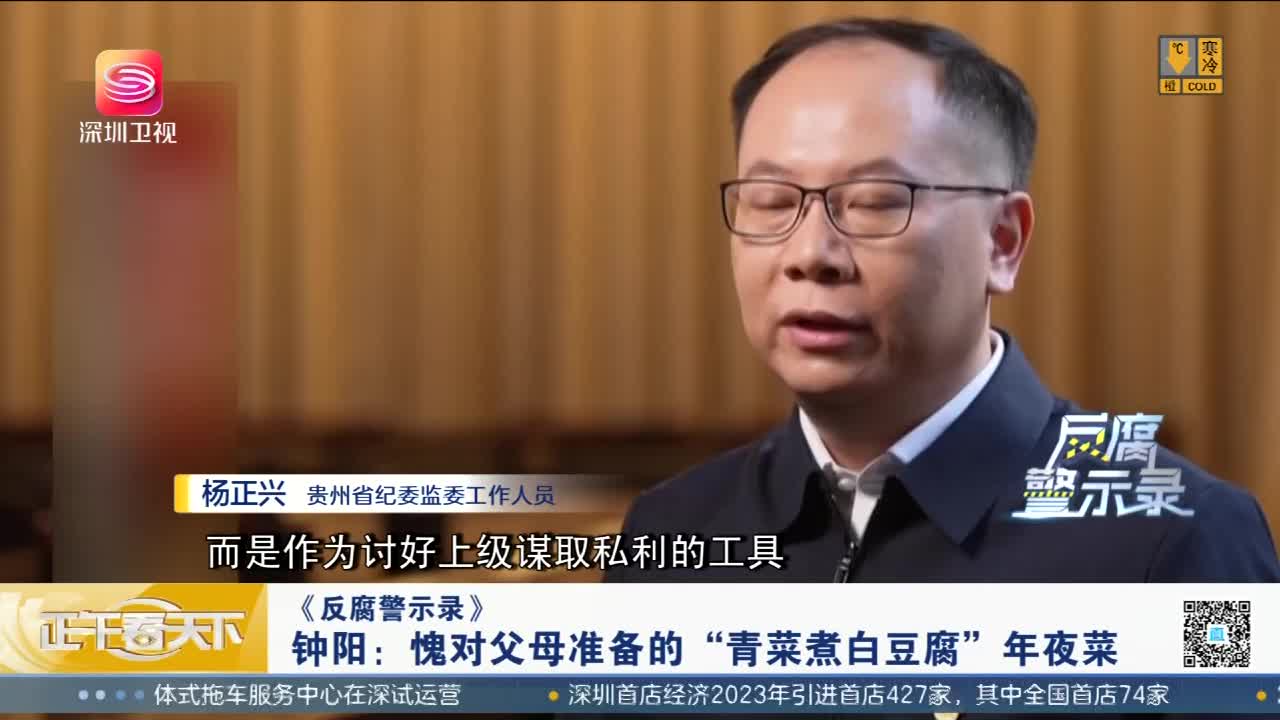 深圳卫视
℃
寒冷
橙
COLD
反腐
警示录
杨正兴 贵州省纪委监委工作人员
而是作为讨好上级谋取私利的工具
正午看天下
《反腐警示录》
钟阳：愧对父母准备的“青菜煮白豆腐”年夜菜
体式拖车服务中心在深试运营
深圳首店经济2023年引进首店427家，其中全国首店74家